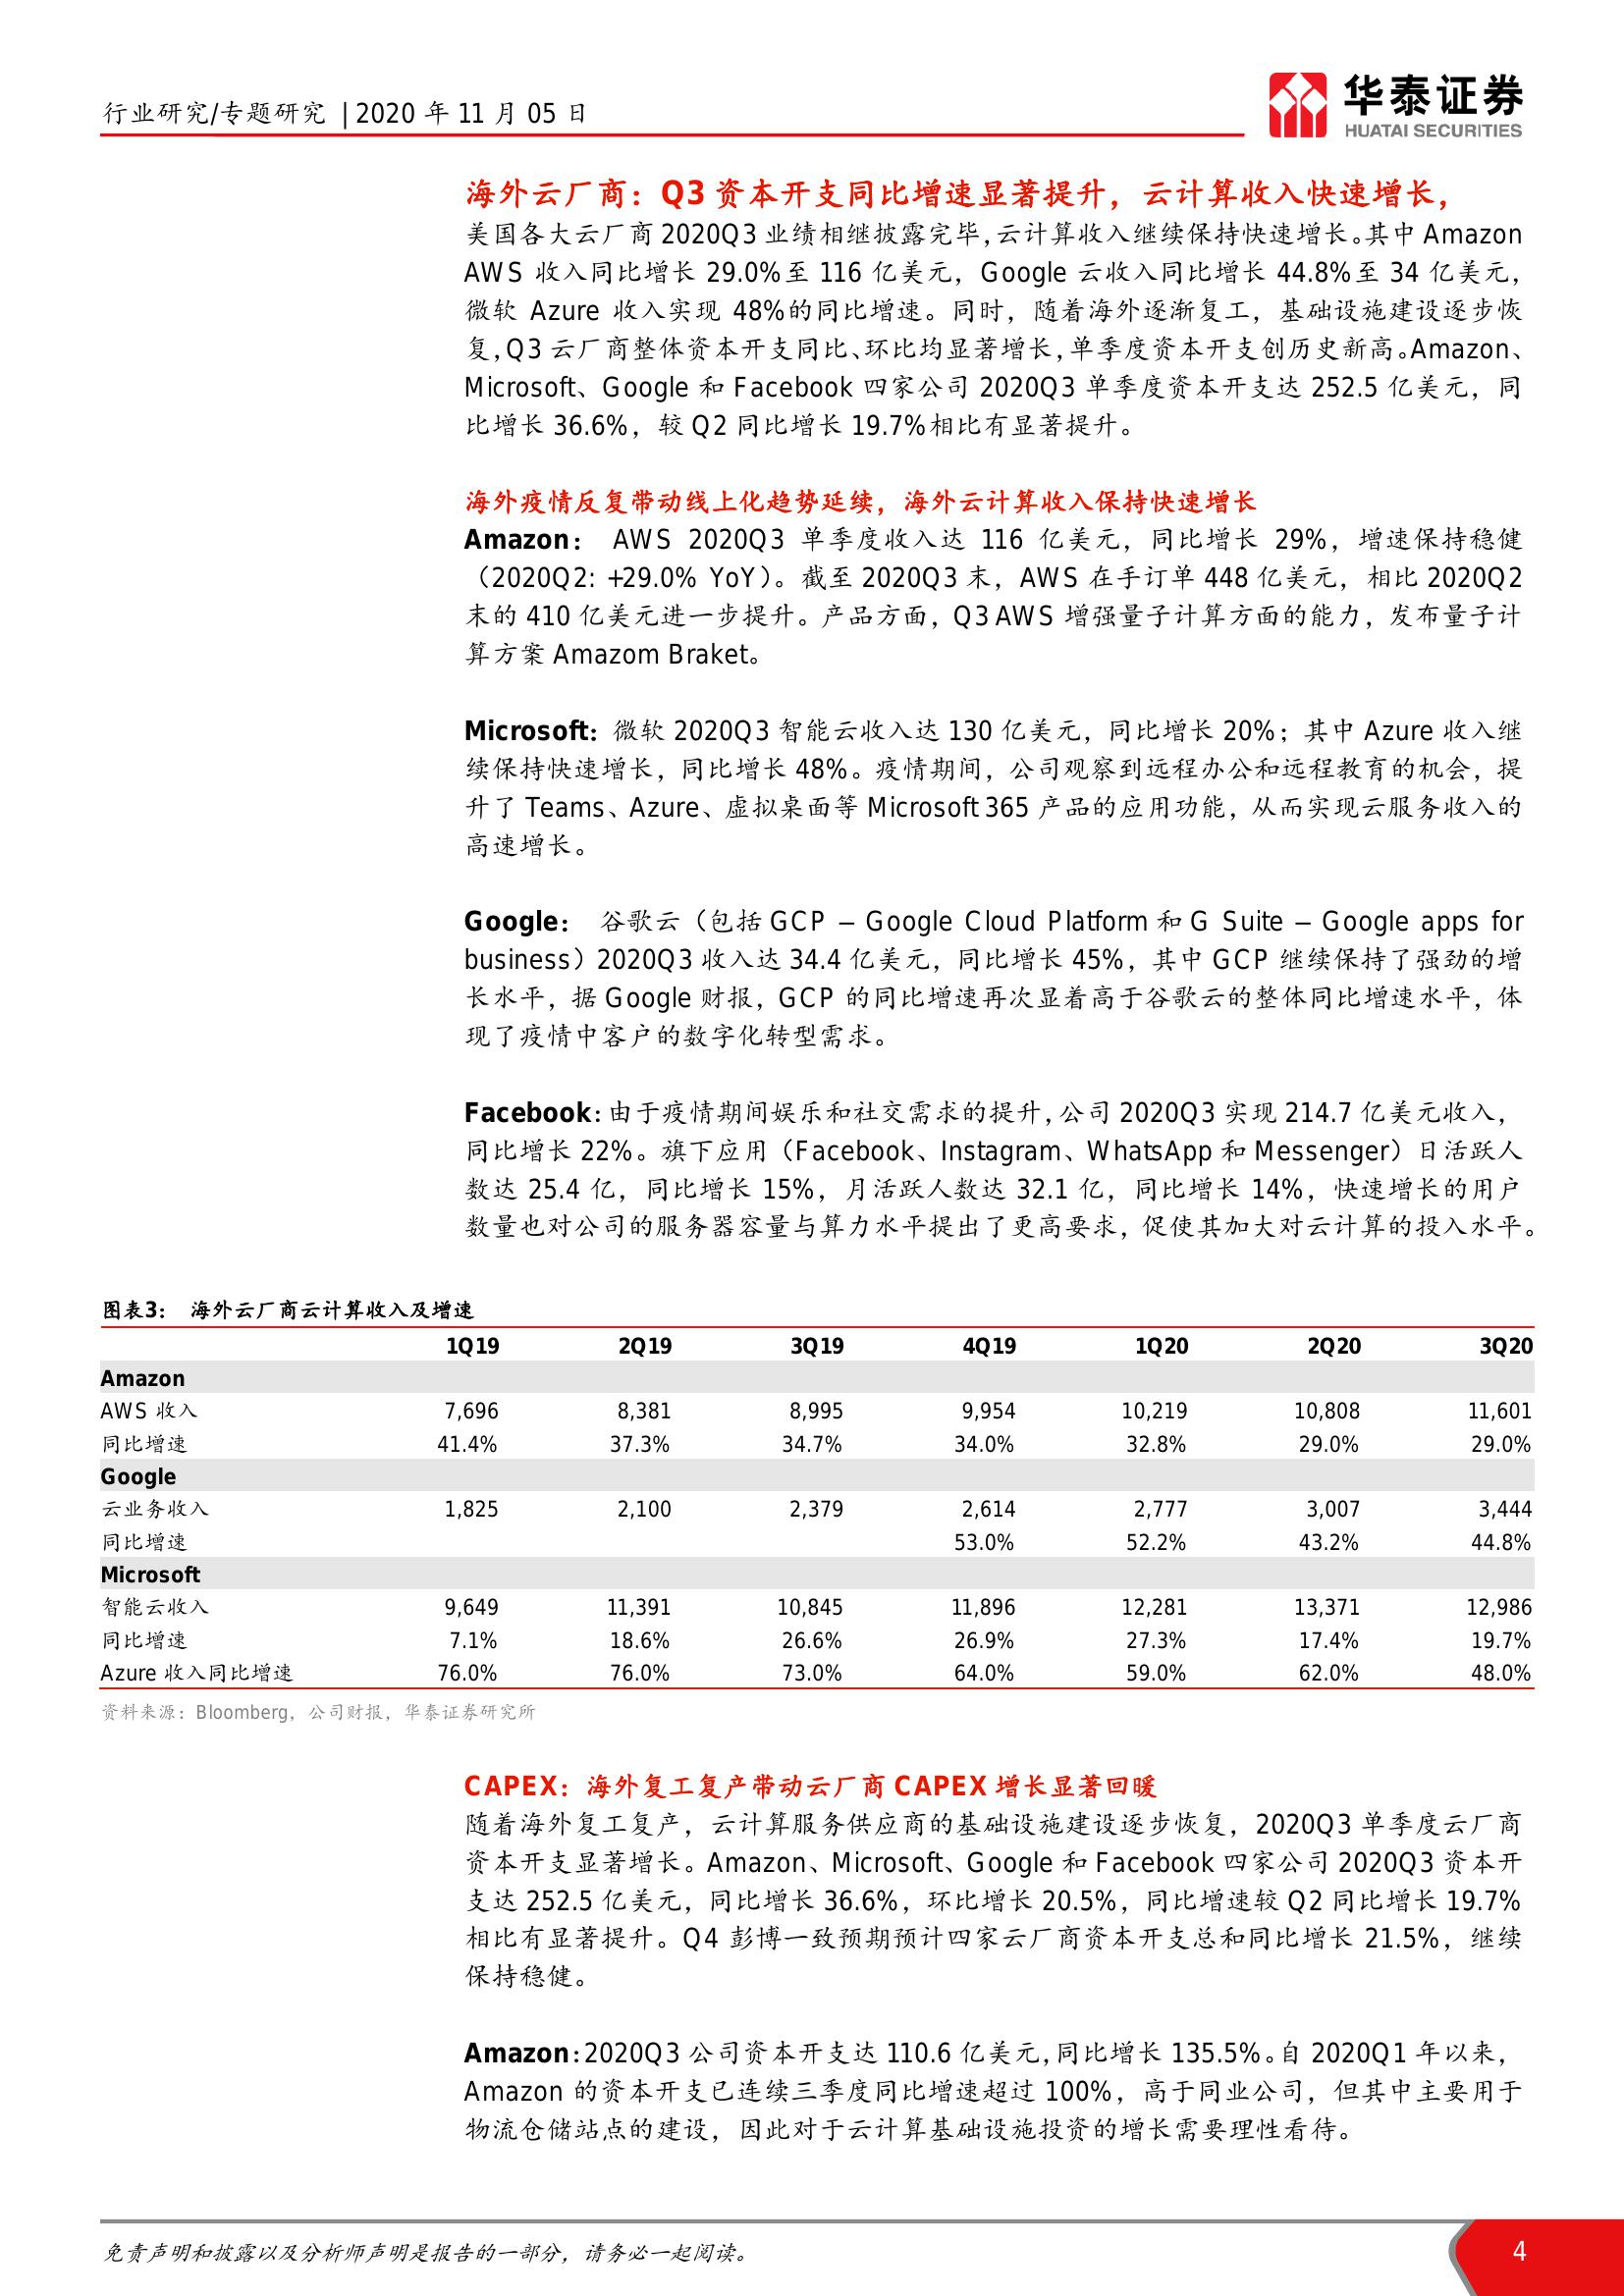 行业研究/专题研究 | 2020 年 11 月 05 日
华泰证券
HUATAI SECURITIES
海外云厂商：Q3 资本开支同比增速显著提升，云计算收入快速增长，
美国各大云厂商 2020Q3 业绩相继披露完毕，云计算收入继续保持快速增长。其中 Amazon
AWS 收入同比增长 29.0%至 116 亿美元，Google 云收入同比增长 44.8%至 34 亿美元，
微软 Azure 收入实现 48%的同比增速。同时，随着海外逐渐复工，基础设施建设逐步恢
复，Q3 云厂商整体资本开支同比、环比均显著增长，单季度资本开支创历史新高。Amazon、
Microsoft、Google 和 Facebook 四家公司 2020Q3 单季度资本开支达 252.5 亿美元，同
比增长 36.6%，较 Q2 同比增长 19.7%相比有显著提升。
海外疫情反复带动线上化趋势延续，海外云计算收入保持快速增长
Amazon： AWS 2020Q3 单季度收入达 116 亿美元，同比增长 29%，增速保持稳健
（2020Q2: +29.0% YoY）。截至 2020Q3 末，AWS 在手订单 448 亿美元，相比 2020Q2
末的 410 亿美元进一步提升。产品方面，Q3 AWS 增强量子计算方面的能力，发布量子计
算方案 Amazom Braket。
Microsoft：微软 2020Q3 智能云收入达 130 亿美元，同比增长 20%；其中 Azure 收入继
续保持快速增长，同比增长 48%。疫情期间，公司观察到远程办公和远程教育的机会，提
升了 Teams、Azure、虚拟桌面等 Microsoft 365 产品的应用功能，从而实现云服务收入的
高速增长。
Google： 谷歌云（包括 GCP – Google Cloud Platform 和 G Suite – Google apps for
business）2020Q3 收入达 34.4 亿美元，同比增长 45%，其中 GCP 继续保持了强劲的增
长水平，据 Google 财报，GCP 的同比增速再次显着高于谷歌云的整体同比增速水平，体
现了疫情中客户的数字化转型需求。
Facebook：由于疫情期间娱乐和社交需求的提升，公司 2020Q3 实现 214.7 亿美元收入，
同比增长 22%。旗下应用（Facebook、Instagram、WhatsApp 和 Messenger）日活跃人
数达 25.4 亿，同比增长 15%，月活跃人数达 32.1 亿，同比增长 14%，快速增长的用户
数量也对公司的服务器容量与算力水平提出了更高要求，促使其加大对云计算的投入水平。
图表3： 海外云厂商云计算收入及增速
1Q19 2Q19 3Q19 4Q19 1Q20 2Q20 3Q20
Amazon
AWS 收入 7,696 8,381 8,995 9,954 10,219 10,808 11,601
同比增速 41.4% 37.3% 34.7% 34.0% 32.8% 29.0% 29.0%
Google
云业务收入 1,825 2,100 2,379 2,614 2,777 3,007 3,444
同比增速 53.0% 52.2% 43.2% 44.8%
Microsoft
智能云收入 9,649 11,391 10,845 11,896 12,281 13,371 12,986
同比增速 7.1% 18.6% 26.6% 26.9% 27.3% 17.4% 19.7%
Azure 收入同比增速 76.0% 76.0% 73.0% 64.0% 59.0% 62.0% 48.0%
资料来源：Bloomberg，公司财报，华泰证券研究所
CAPEX：海外复工复产带动云厂商 CAPEX 增长显著回暖
随着海外复工复产，云计算服务供应商的基础设施建设逐步恢复，2020Q3 单季度云厂商
资本开支显著增长。Amazon、Microsoft、Google 和 Facebook 四家公司 2020Q3 资本开
支达 252.5 亿美元，同比增长 36.6%，环比增长 20.5%，同比增速较 Q2 同比增长 19.7%
相比有显著提升。Q4 彭博一致预期预计四家云厂商资本开支总和同比增长 21.5%，继续
保持稳健。
Amazon：2020Q3 公司资本开支达 110.6 亿美元，同比增长 135.5%。自 2020Q1 年以来，
Amazon 的资本开支已连续三季度同比增速超过 100%，高于同业公司，但其中主要用于
物流仓储站点的建设，因此对于云计算基础设施投资的增长需要理性看待。
免责声明和披露以及分析师声明是报告的一部分，请务必一起阅读。
4